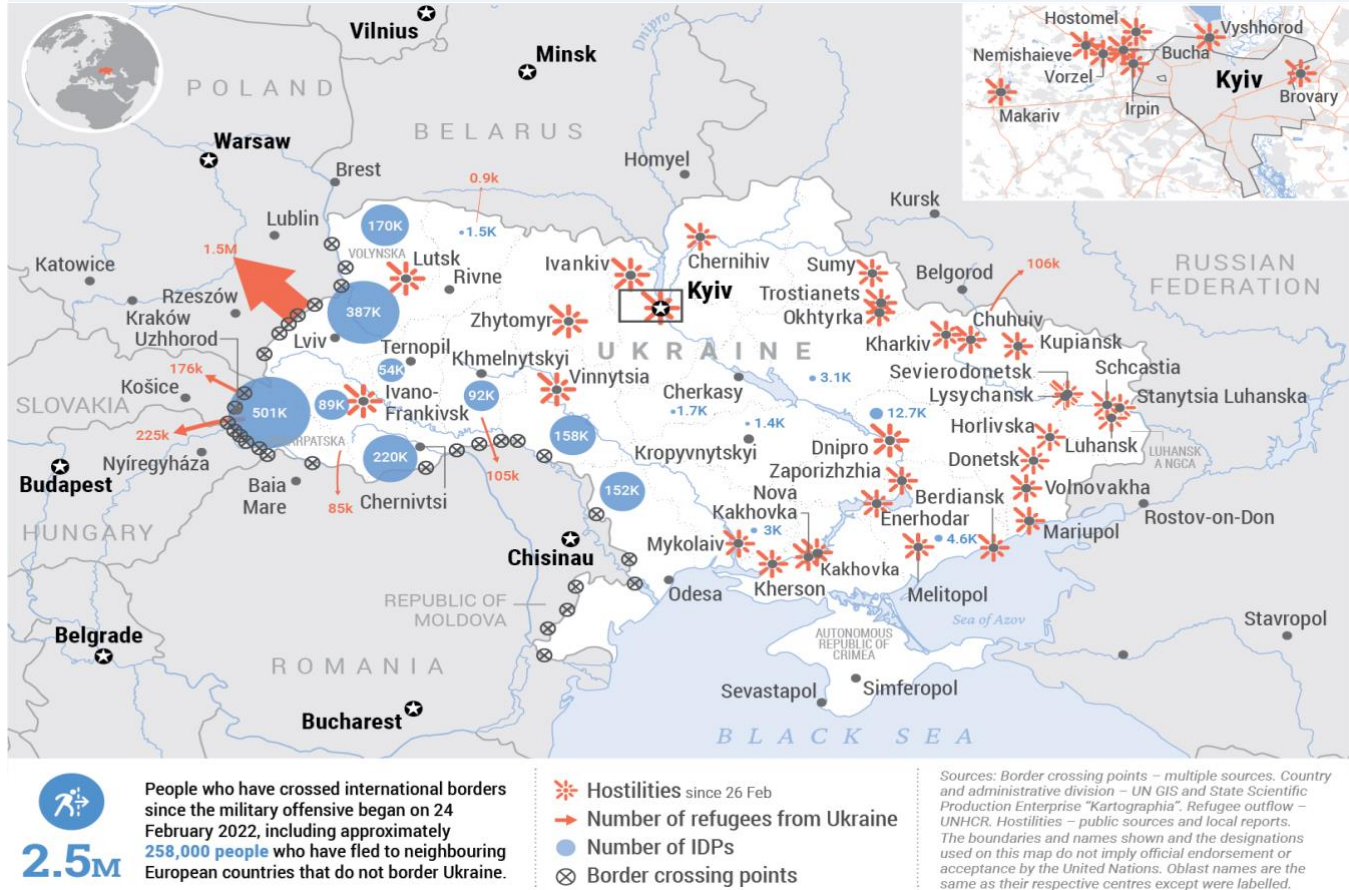 Vilnius
Minsk
Dnipro
POLAND
BELARUS
Warsaw
Brest
Homyel
Kursk
Lublin
0.9k
1.5K
170K
VOLYNSKA
1.5M
Katowice
Lutsk
Rivne
Ivankiv
Chernihiv
Kyiv
Sumy
Belgorod
106k
RUSSIAN
FEDERATION
Rzeszów
Kraków
Uzhhorod
387K
Lviv
Zhytomyr
Trostianets
Okhtyrka
Chuhuiv
Kharkiv
Kupiansk
UKRAINE
Ternopil
Khmelnytskyi
54K
176k
Košice
SLOVAKIA
501K
89K
Ivano-
Frankivsk
92K
Vinnytsia
Cherkasy
3.1K
Sevierodonetsk
Lysychansk
Schcastia
Stanytsia Luhanska
225k
ARPATSKA
1.7K
1.4K
12.7K
Horlivska
Luhansk
LUHANSK
A NGCA
Nyíregyháza
220K
158K
Kropyvnytskyi
Dnipro
Donetsk
Budapest
Baia
Mare
85k
Chernivtsi
105k
152K
Zaporizhzhia
Nova
Kakhovka
Berdiansk
Volnovakha
Enerhodar
Rostov-on-Don
HUNGARY
Chisinau
Mykolaiv
3K
4.6K
Mariupol
Kherson
Kakhovka
Melitopol
Odesa
REPUBLIC OF
MOLDOVA
Sea of Azov
Stavropol
Belgrade
AUTONOMOUS
REPUBLIC OF
CRIMEA
ROMANIA
Sevastapol
Simferopol
Bucharest
BLACK SEA
Hostomel
Vyshhorod
Nemishaieve
Bucha
Vorzel
Kyiv
Irpin
Brovary
Makariv
2.5M
People who have crossed international borders
since the military offensive began on 24
February 2022, including approximately
258,000 people who have fled to neighbouring
European countries that do not border Ukraine.
Hostilities since 26 Feb
Number of refugees from Ukraine
Number of IDPs
Border crossing points
Sources: Border crossing points – multiple sources. Country
and administrative division – UN GIS and State Scientific
Production Enterprise "Kartographia". Refugee outflow –
UNHCR. Hostilities – public sources and local reports.
The boundaries and names shown and the designations
used on this map do not imply official endorsement or
acceptance by the United Nations. Oblast names are the
same as their respective centres except were labelled.